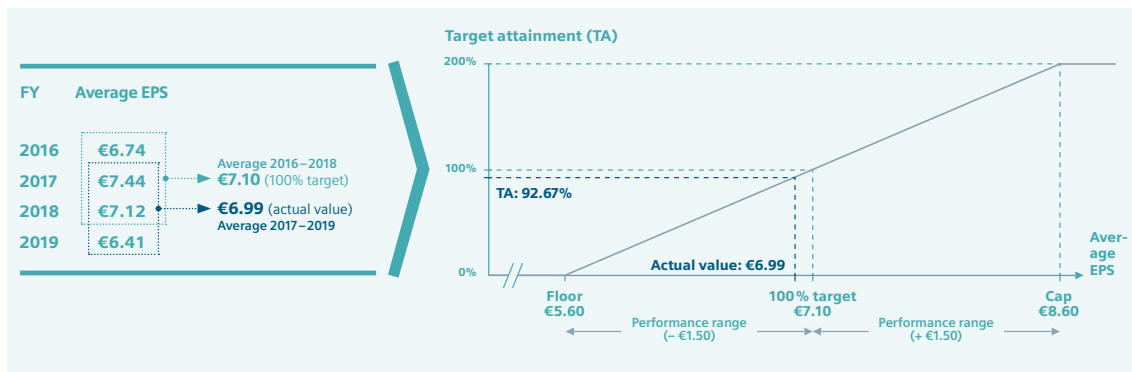 Target attainment (TA)
FY Average EPS
2016 €6.74
2017 €7.44
2018 €7.12
2019 €6.41
Average 2016–2018
€7.10 (100% target)
€6.99 (actual value)
Average 2017–2019
200%
100%
0%
TA: 92.67%
Actual value: €6.99
Aver-
age
EPS
Floor
€5.60
100% target
€7.10
Cap
€8.60
Performance range
(– €1.50)
Performance range
(+ €1.50)